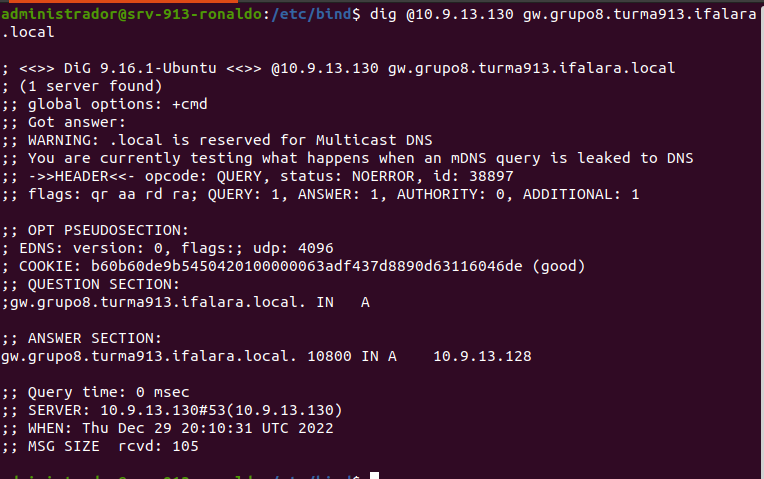 administrador@srv-913-ronaldo:/etc/bind$ dig @10.9.13.130 gw.grupo8.turma913.ifalara
.local
; <<>> DiG 9.16.1-Ubuntu <<>> @10.9.13.130 gw.grupo8.turma913.ifalara.local
; (1 server found)
;; global options: +cmd
;; Got answer:
;; WARNING: .local is reserved for Multicast DNS
;; You are currently testing what happens when an mDNS query is leaked to DNS
;; ->>HEADER<<- opcode: QUERY, status: NOERROR, id: 38897
;; flags: qr aa rd ra; QUERY: 1, ANSWER: 1, AUTHORITY: 0, ADDITIONAL: 1
;; OPT PSEUDOSECTION:
; EDNS: version: 0, flags:; udp: 4096
; COOKIE: b60b60de9b5450420100000063adf437d8890d63116046de (good)
;; QUESTION SECTION:
;gw.grupo8.turma913.ifalara.local. IN   A
;; ANSWER SECTION:
gw.grupo8.turma913.ifalara.local. 10800 IN A    10.9.13.128
;; Query time: 0 msec
;; SERVER: 10.9.13.130#53(10.9.13.130)
;; WHEN: Thu Dec 29 20:10:31 UTC 2022
;; MSG SIZE  rcvd: 105
administrador@srv-913-ronaldo:/etc/bind$